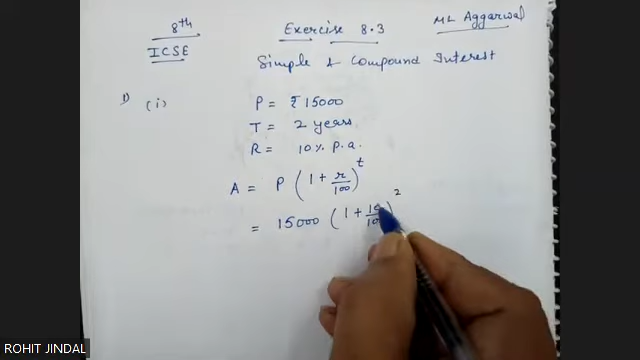 8th Exercise 8.3 ML Aggarwal
ICSE Simple & Compound Interest
1) (i) P = ₹ 15000
T = 2 years
R = 10% p.a.
A = P (1 + r/100)^t
= 15000 (1 + 10/100)^2
ROHIT JINDAL